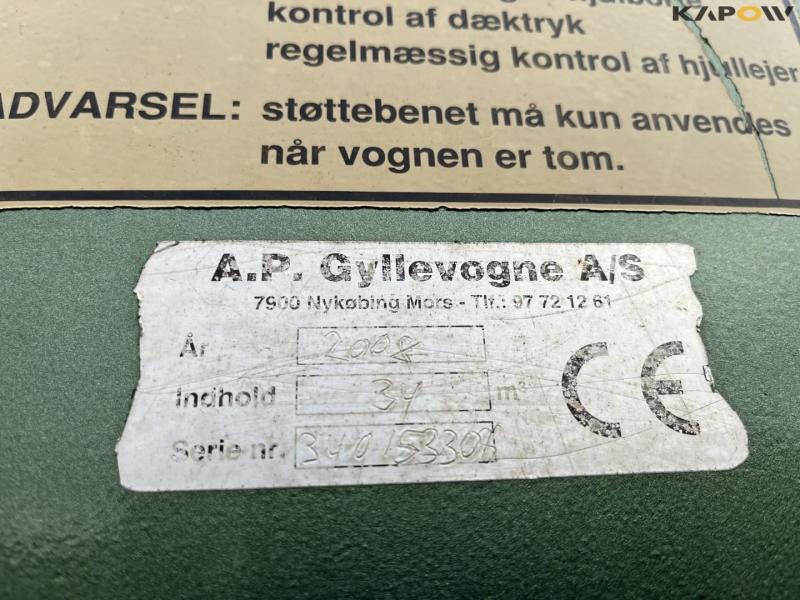 KAPOW
kontrol af dæktryk
regelmæssig kontrol af hjullejer
ADVARSEL: støttebenet må kun anvendes
når vognen er tom.
A.P. Gyllevogne A/S
7900 Nykøbing Mors - Tlf.: 97 72 12 61
År 2008
Indhold 34 m³
Serie nr.
CE